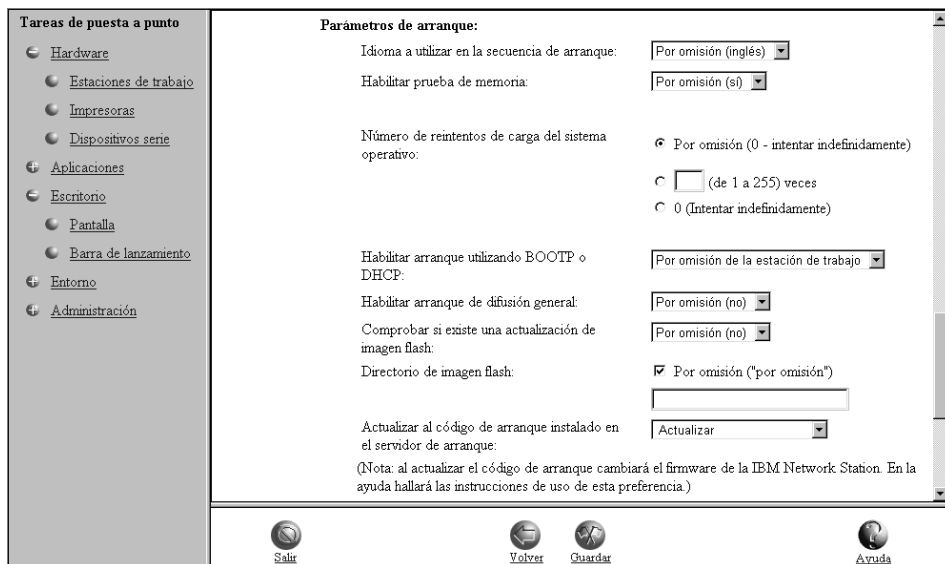 Tareas de puesta a punto
Hardware
Estaciones de trabajo
Impresoras
Dispositivos serie
Aplicaciones
Escritorio
Pantalla
Barra de lanzamiento
Entorno
Administración
Parámetros de arranque:
Idioma a utilizar en la secuencia de arranque: Por omisión (inglés)
Habilitar prueba de memoria: Por omisión (sí)
Número de reintentos de carga del sistema
operativo:
Por omisión (0 - intentar indefinidamente)
(de 1 a 255) veces
0 (Intentar indefinidamente)
Habilitar arranque utilizando BOOTP o
DHCP:
Por omisión de la estación de trabajo
Habilitar arranque de difusión general: Por omisión (no)
Comprobar si existe una actualización de
imagen flash:
Por omisión (no)
Directorio de imagen flash: Por omisión ("por omisión")
Actualizar al código de arranque instalado en
el servidor de arranque:
Actualizar
(Nota: al actualizar el código de arranque cambiará el firmware de la IBM Network Station. En la
ayuda hallará las instrucciones de uso de esta preferencia.)
Salir Volver Guardar Ayuda